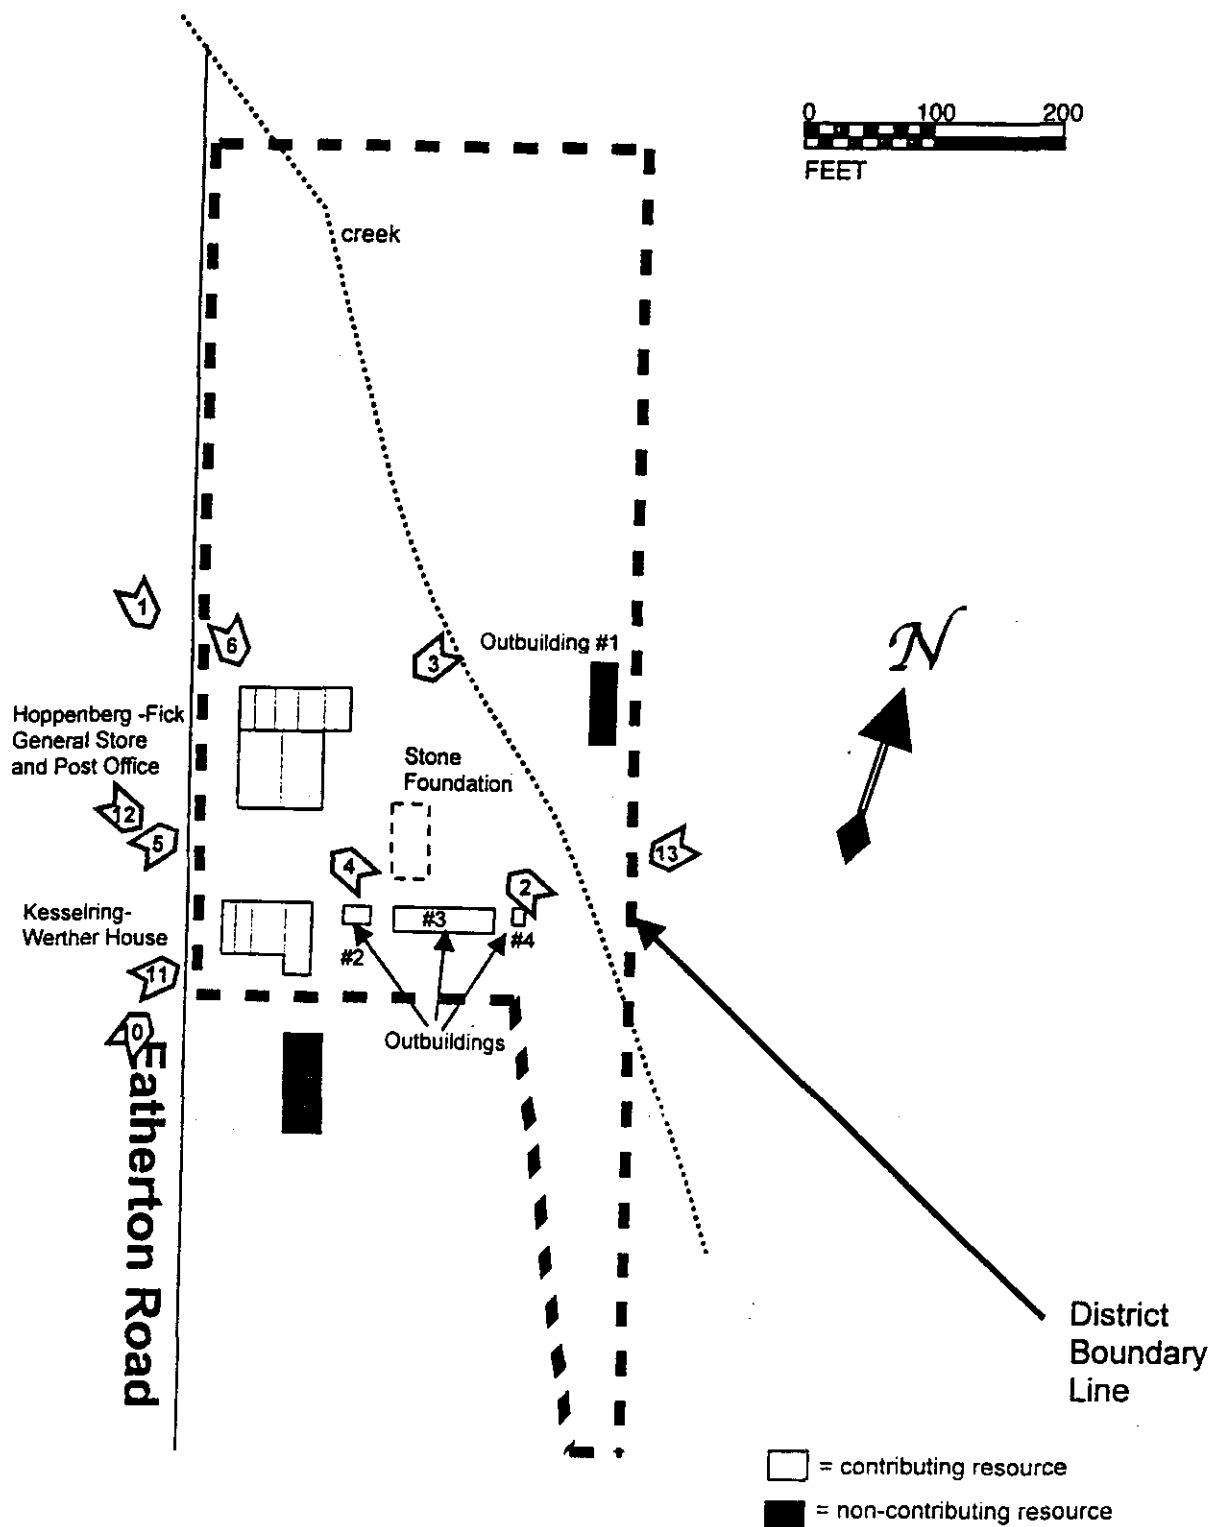 0 100 200
FEET
creek
1
6
3
Outbuilding #1
N
Hoppenberg -Fick
General Store
and Post Office
Stone
Foundation
12
5
4
2
13
Kesselring-
Werther House
#2
#3
#4
11
0
Outbuildings
Eatherton Road
District
Boundary
Line
= contributing resource
= non-contributing resource